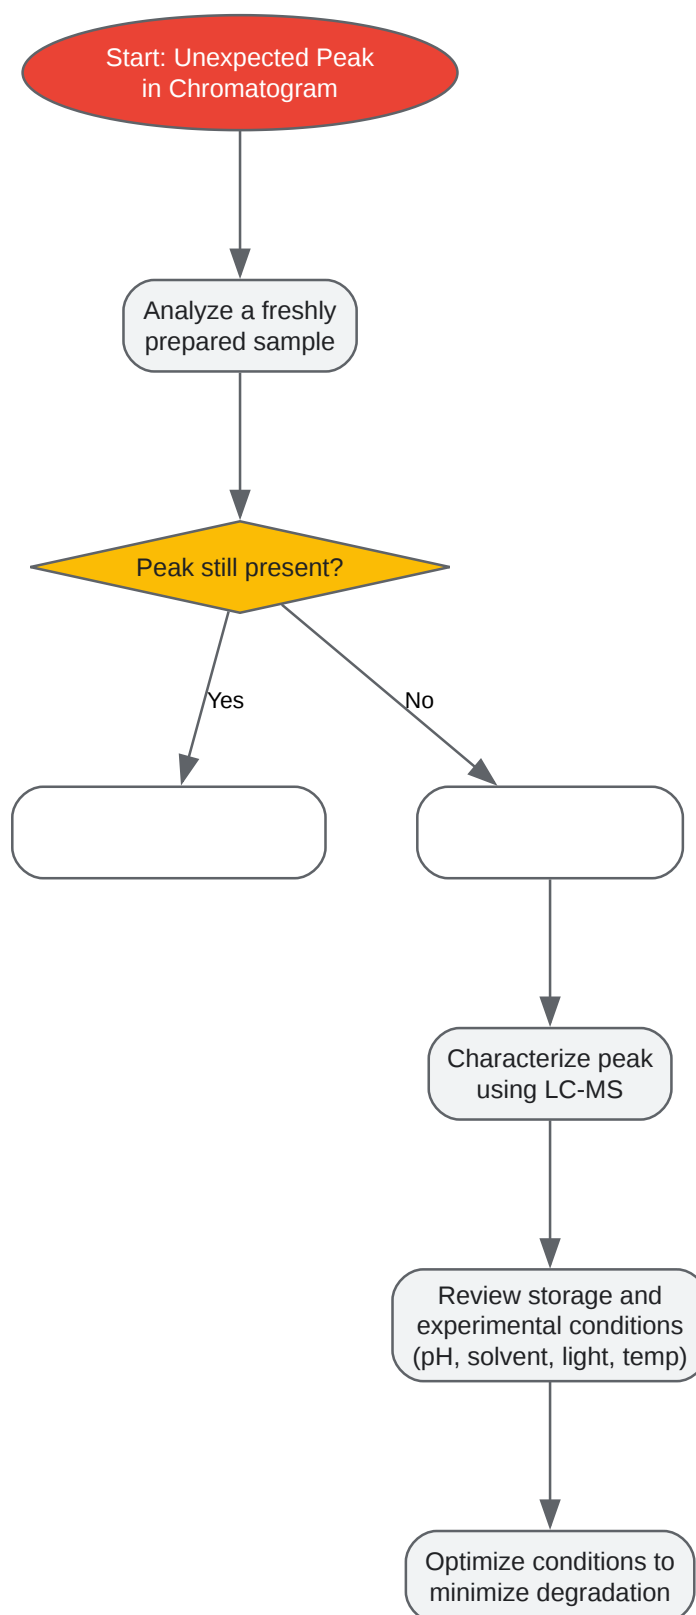 Start: Unexpected Peak
in Chromatogram
Analyze a freshly
prepared sample
Peak still present?
Yes
No
Characterize peak
using LC-MS
Review storage and
experimental conditions
(pH, solvent, light, temp)
Optimize conditions to
minimize degradation